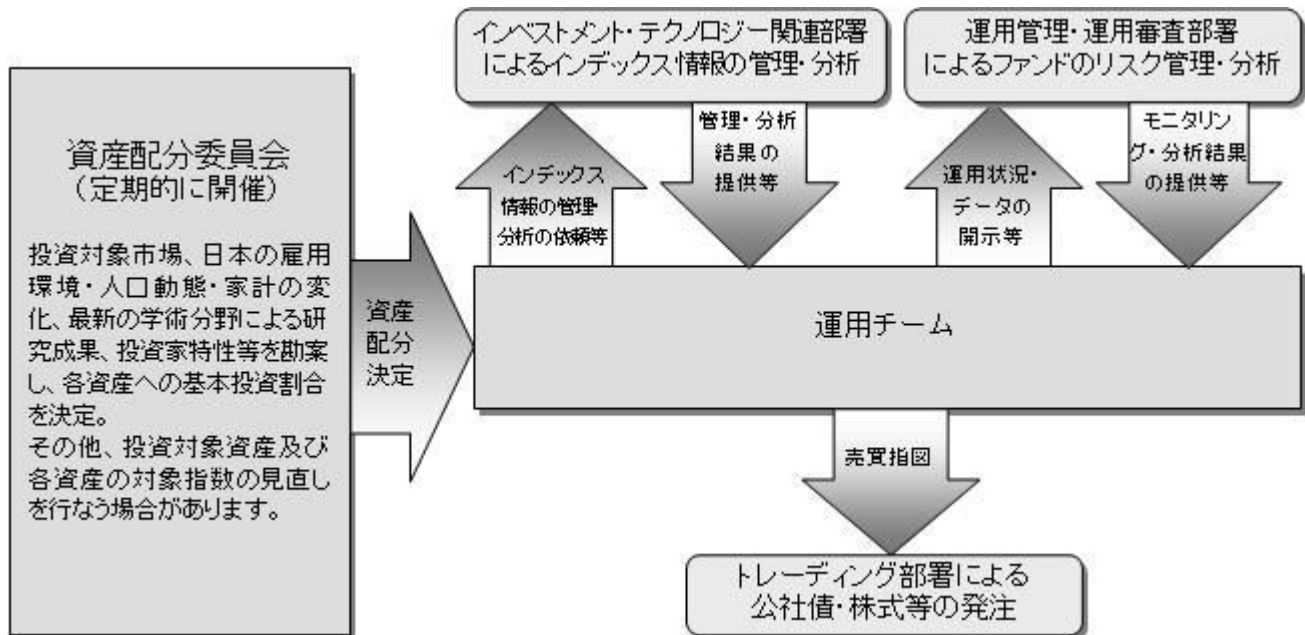 インベストメント・テクノロジー関連部署
によるインデックス情報の管理・分析
運用管理・運用審査部署
によるファンドのリスク管理・分析
資産配分委員会
(定期的に開催)
投資対象市場、日本の雇用
環境・人口動態・家計の変
化、最新の学術分野による研
究成果、投資家特性等を勘案
し、各資産への基本投資割合
を決定。
その他、投資対象資産及び
各資産の対象指数の見直し
を行なう場合があります。
資産
配分
決定
インデックス
情報の管理・
分析の依頼等
管理・分析
結果の
提供等
運用状況・
データの
開示等
モニタリン
グ・分析結果
の提供等
運用チーム
売買指図
トレーディング部署による
公社債・株式等の発注